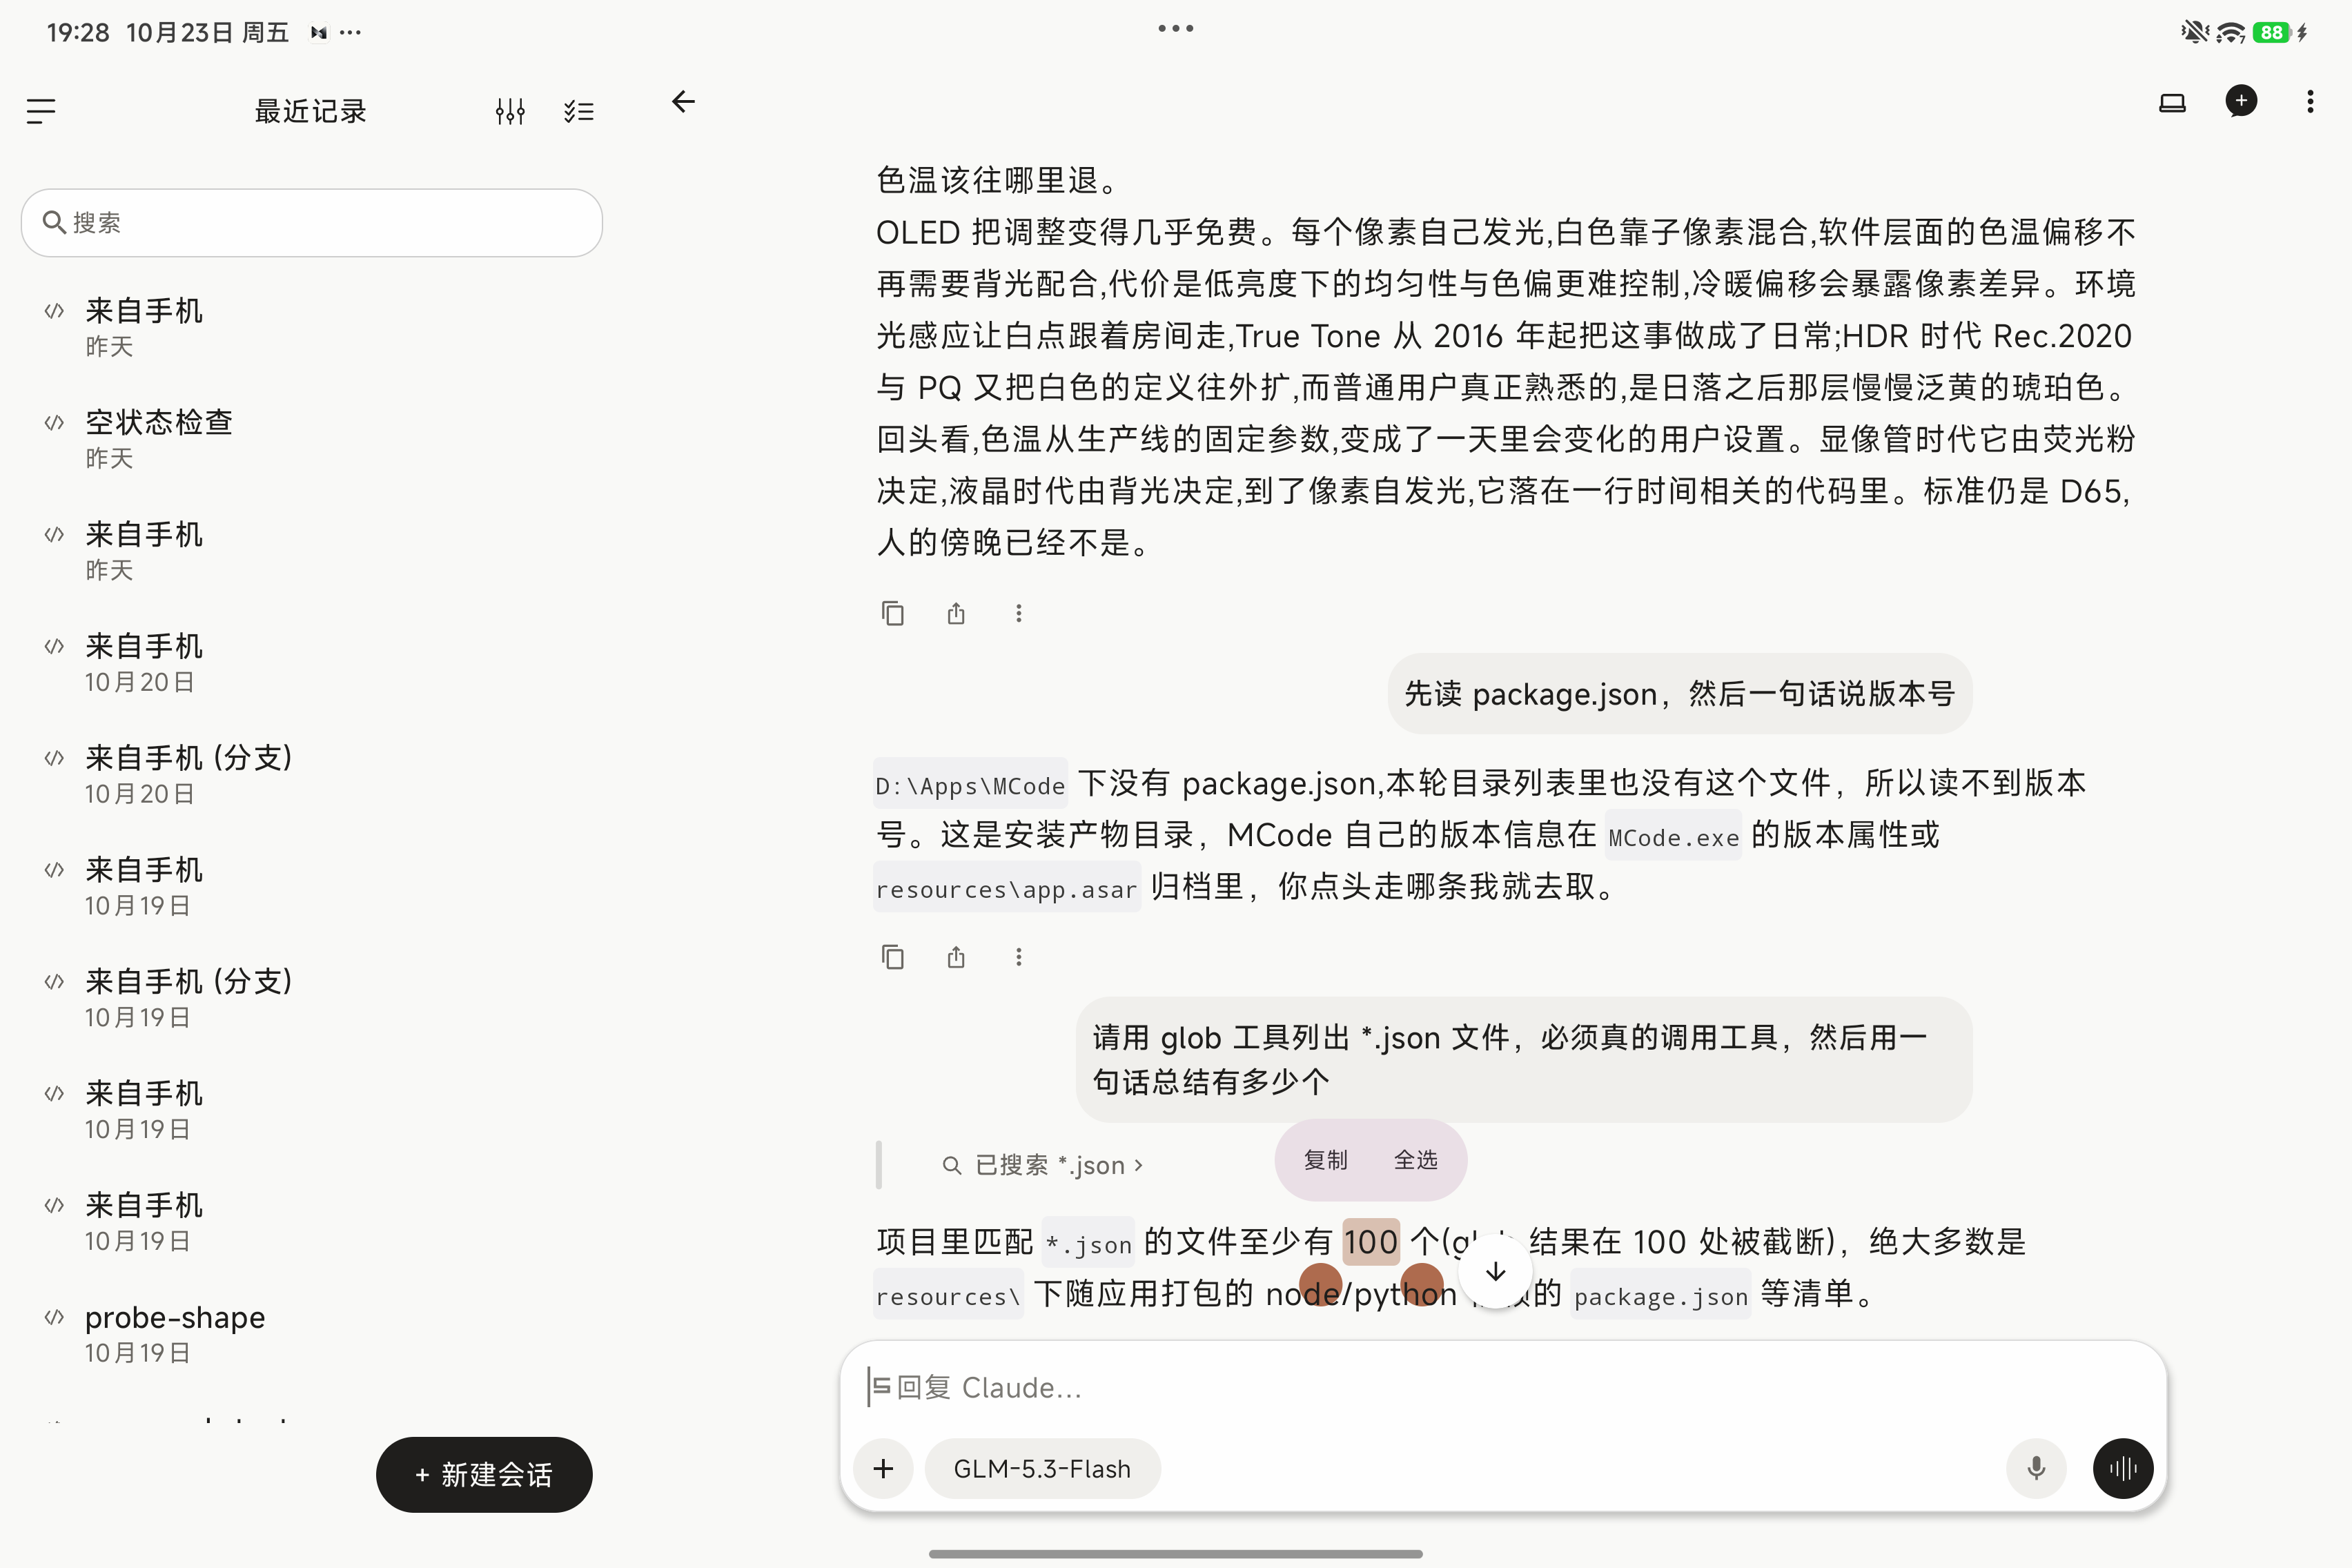 19:28 10月23日 周五
88
最近记录
搜索
来自手机
昨天
空状态检查
昨天
来自手机
昨天
来自手机
10月20日
来自手机 (分支)
10月20日
来自手机
10月19日
来自手机 (分支)
10月19日
来自手机
10月19日
来自手机
10月19日
probe-shape
10月19日
+ 新建会话
色温该往哪里退。
OLED 把调整变得几乎免费。每个像素自己发光,白色靠子像素混合,软件层面的色温偏移不
再需要背光配合,代价是低亮度下的均匀性与色偏更难控制,冷暖偏移会暴露像素差异。环境
光感应让白点跟着房间走,True Tone 从 2016 年起把这事做成了日常;HDR 时代 Rec.2020
与 PQ 又把白色的定义往外扩,而普通用户真正熟悉的,是日落之后那层慢慢泛黄的琥珀色。
回头看,色温从生产线的固定参数,变成了一天里会变化的用户设置。显像管时代它由荧光粉
决定,液晶时代由背光决定,到了像素自发光,它落在一行时间相关的代码里。标准仍是 D65,
人的傍晚已经不是。
先读 package.json，然后一句话说版本号
D:\Apps\MCode 下没有 package.json,本轮目录列表里也没有这个文件，所以读不到版本
号。这是安装产物目录，MCode 自己的版本信息在 MCode.exe 的版本属性或
resources\app.asar 归档里，你点头走哪条我就去取。
请用 glob 工具列出 *.json 文件，必须真的调用工具，然后用一
句话总结有多少个
已搜索 *.json
复制 全选
项目里匹配 *.json 的文件至少有 100 个(glob 结果在 100 处被截断)，绝大多数是
resources\ 下随应用打包的 node/python 的 package.json 等清单。
回复 Claude...
GLM-5.3-Flash